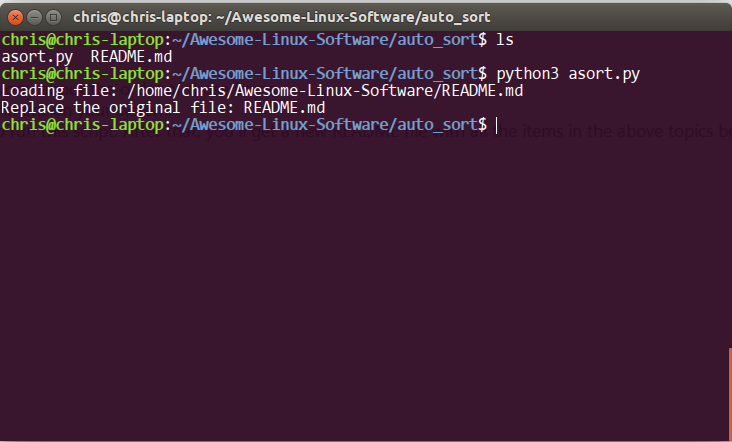 chris@chris-laptop: ~/Awesome-Linux-Software/auto_sort
chris@chris-laptop:~/Awesome-Linux-Software/auto_sort$ ls
asort.py  README.md
chris@chris-laptop:~/Awesome-Linux-Software/auto_sort$ python3 asort.py
Loading file: /home/chris/Awesome-Linux-Software/README.md
Replace the original file: README.md
chris@chris-laptop:~/Awesome-Linux-Software/auto_sort$
the items in the above topics